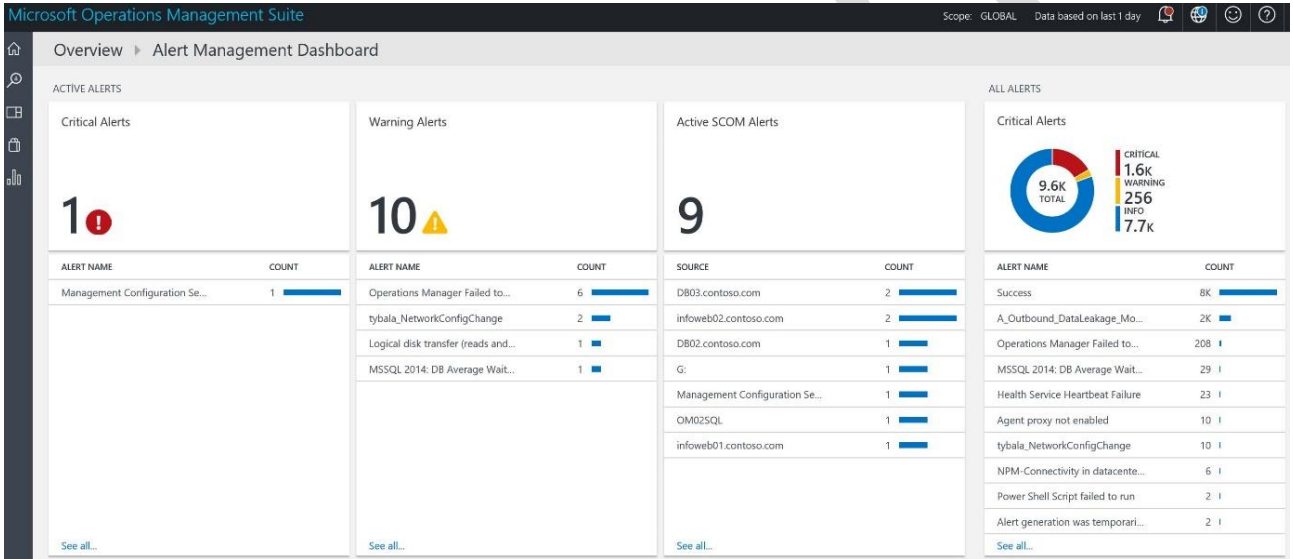 Microsoft Operations Management Suite
Scope: GLOBAL Data based on last 1 day
Overview Alert Management Dashboard
ACTİVE ALERTS
Critical Alerts
1
ALERT NAME COUNT
Management Configuration Se... 1
See all...
Warning Alerts
10
ALERT NAME COUNT
Operations Manager Failed to... 6
tybala_NetworkConfigChange 2
Logical disk transfer (reads and... 1
MSSQL 2014: DB Average Wait... 1
See all...
Active SCOM Alerts
9
SOURCE COUNT
DB03.contoso.com 2
infoweb02.contoso.com 2
DB02.contoso.com 1
G: 1
Management Configuration Se... 1
OM02SQL 1
infoweb01.contoso.com 1
See all...
ALL ALERTS
Critical Alerts
9.6K
TOTAL
CRİTİCAL
1.6K
WARNİNG
256
INFO
7.7K
ALERT NAME COUNT
Success 8K
A_Outbound_DataLeakage_Mo... 2K
Operations Manager Failed to... 208
MSSQL 2014: DB Average Wait... 29
Health Service Heartbeat Failure 23
Agent proxy not enabled 10
tybala_NetworkConfigChange 10
NPM-Connectivity in datacente... 6
Power Shell Script failed to run 2
Alert generation was temporari... 2
See all...